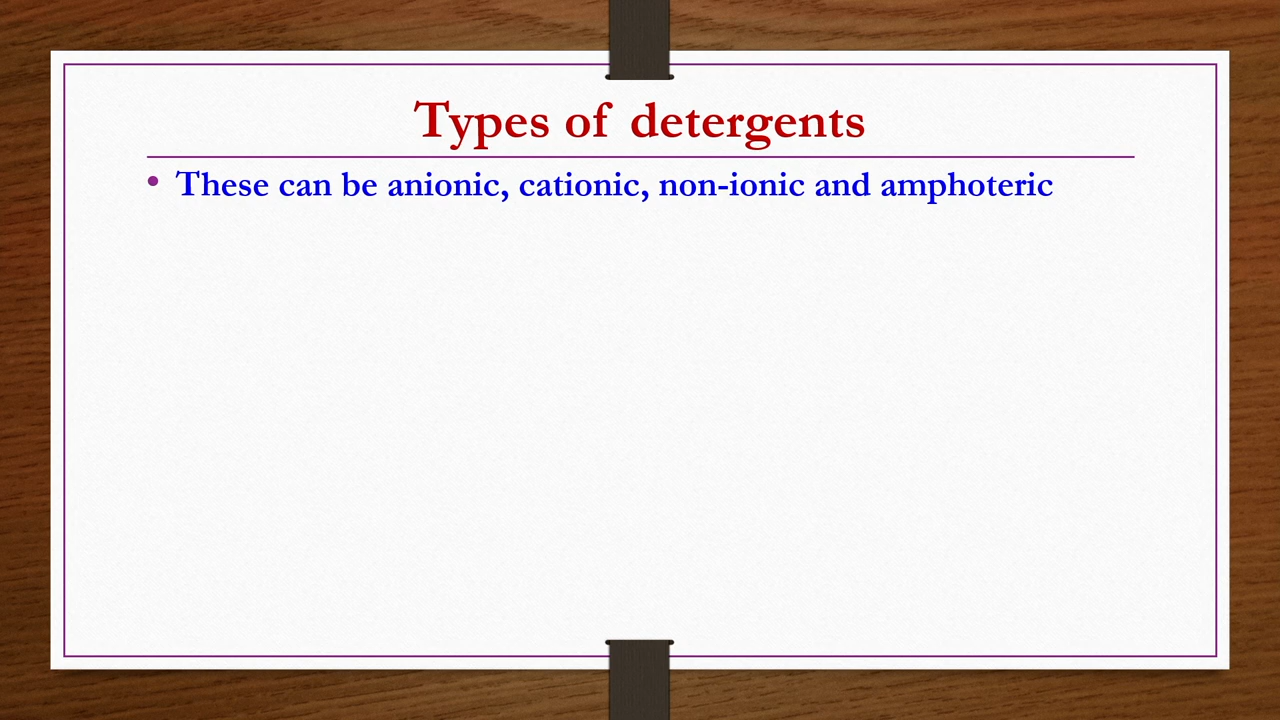 Types of detergents
• These can be anionic, cationic, non-ionic and amphoteric